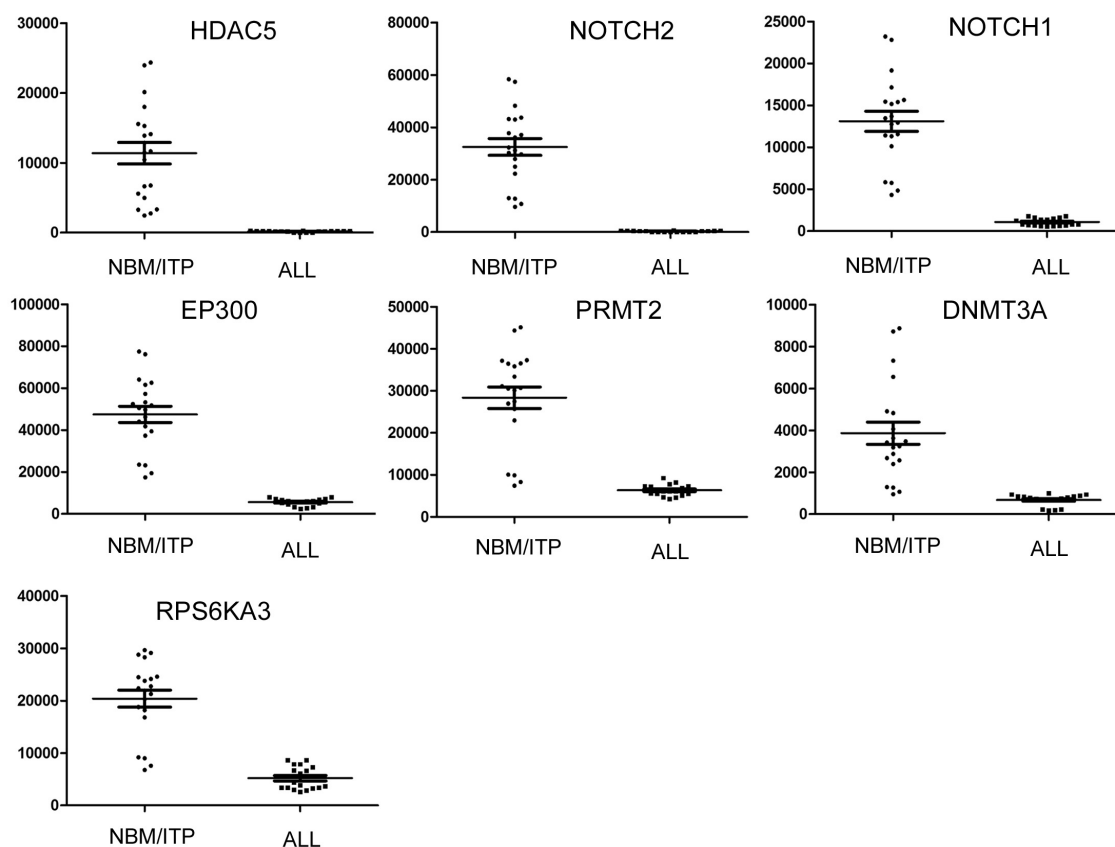 HDAC5
30000
20000
10000
0
NBM/ITP
ALL
NOTCH2
80000
60000
40000
20000
0
NBM/ITP
ALL
NOTCH1
25000
20000
15000
10000
5000
0
NBM/ITP
ALL
EP300
100000
80000
60000
40000
20000
0
NBM/ITP
ALL
PRMT2
50000
40000
30000
20000
10000
0
NBM/ITP
ALL
DNMT3A
10000
8000
6000
4000
2000
0
NBM/ITP
ALL
RPS6KA3
40000
30000
20000
10000
0
NBM/ITP
ALL